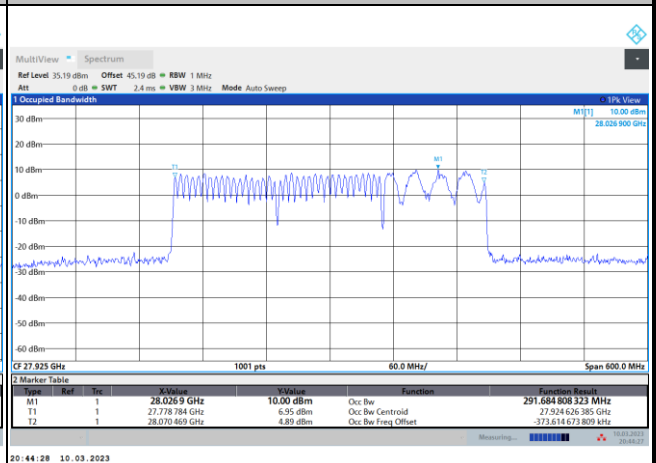 MultiView Spectrum
Ref Level 35.19 dBm Offset 45.19 dB RBW 1 MHz
Att 0 dB SWT 2.4 ms VBW 3 MHz Mode Auto Sweep
1 Occupied Bandwidth 1Pk View
M1[1] 10.00 dBm
28.026 900 GHz
30 dBm
20 dBm
M1
T1
T2
10 dBm
0 dBm
-10 dBm
-20 dBm
-30 dBm
-40 dBm
-50 dBm
-60 dBm
CF 27.925 GHz 1001 pts 60.0 MHz/ Span 600.0 MHz
2 Marker Table
Type Ref Trc X-Value Y-Value Function Function Result
M1 1 28.0269 GHz 10.00 dBm Occ Bw 291.684 808 323 MHz
T1 1 27.778 784 GHz 6.95 dBm Occ Bw Centroid 27.924 626 385 GHz
T2 1 28.070 469 GHz 4.89 dBm Occ Bw Freq Offset -373.614 673 809 kHz
Measuring... 10.03.2023
20:44:27
20:44:28 10.03.2023